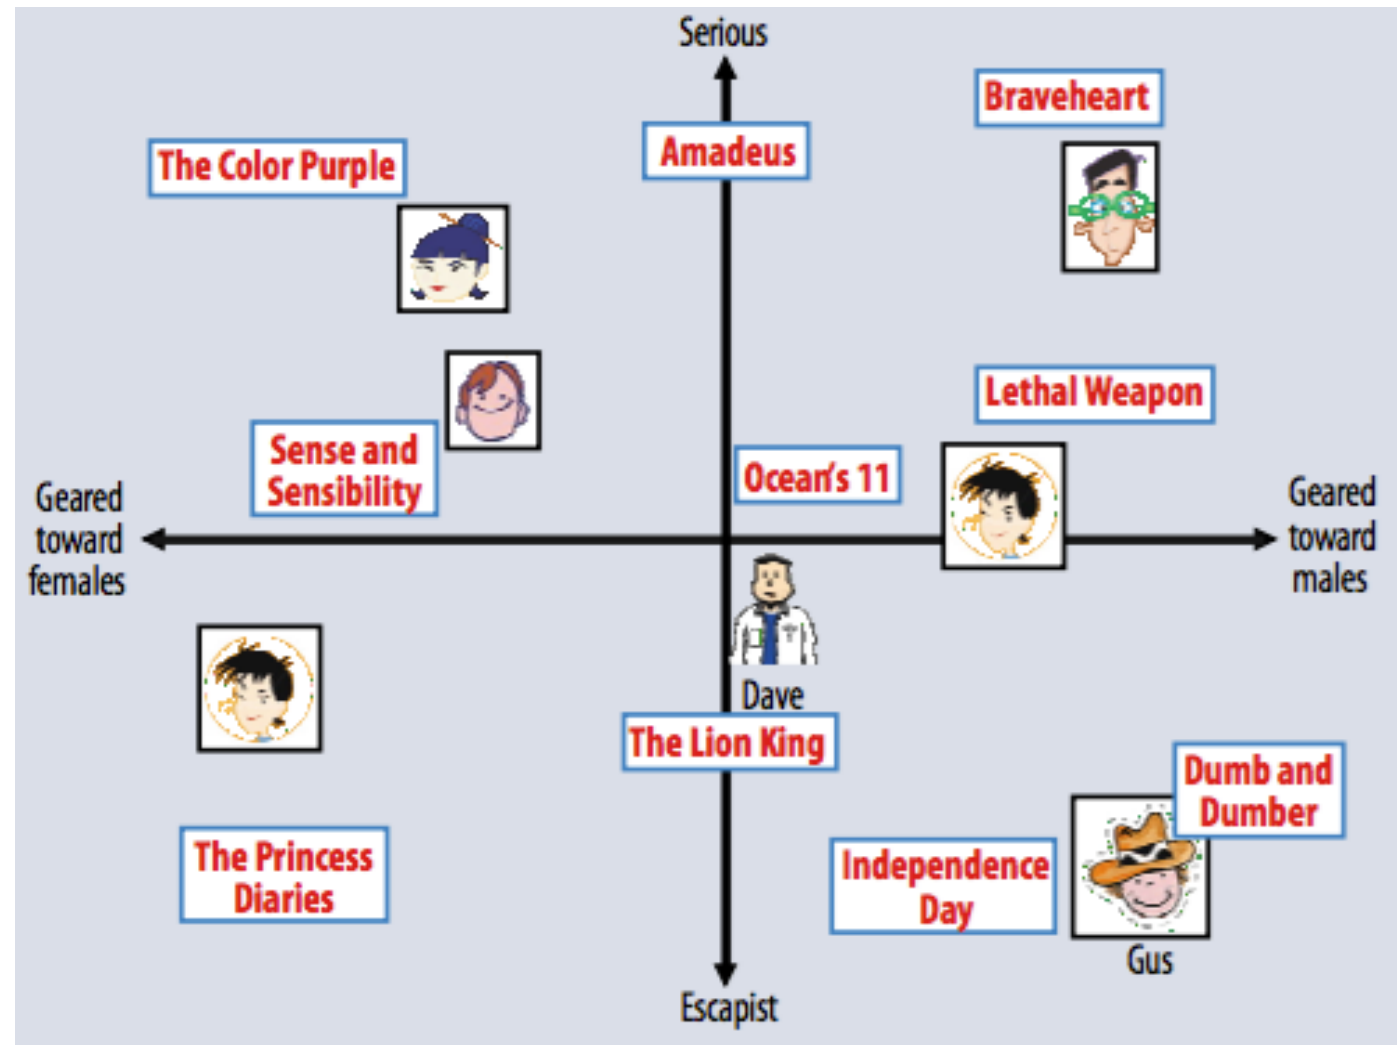 Serious
Braveheart
Amadeus
The Color Purple
Lethal Weapon
Sense and
Sensibility
Ocean's 11
Geared
toward
females
Geared
toward
males
Dave
The Lion King
Dumb and
Dumber
The Princess
Diaries
Independence
Day
Gus
Escapist